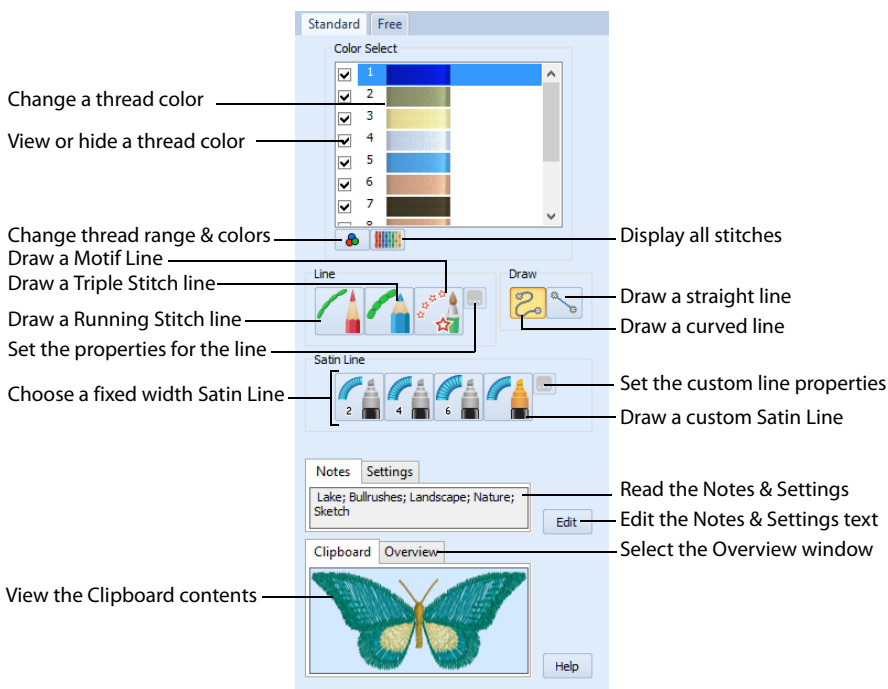 Standard Free
Color Select
1
Change a thread color
2
3
View or hide a thread color
4
5
6
7
8
Change thread range & colors
Display all stitches
Draw a Motif Line
Line
Draw
Draw a Triple Stitch line
Draw a straight line
Draw a Running Stitch line
Draw a curved line
Set the properties for the line
Satin Line
Set the custom line properties
Choose a fixed width Satin Line
2 4 6
Draw a custom Satin Line
Notes Settings
Lake; Bullrushes; Landscape; Nature;
Sketch
Read the Notes & Settings
Edit
Edit the Notes & Settings text
Clipboard Overview
Select the Overview window
View the Clipboard contents
Help